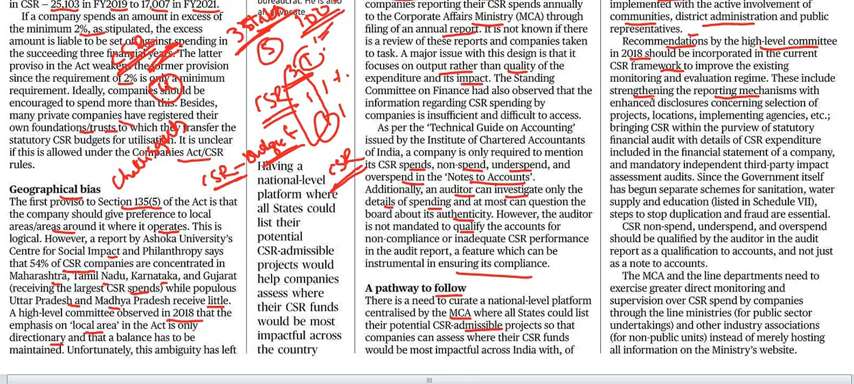 in CSR – 25,103 in FY2019 to 17,007 in FY2021.
If a company spends an amount in excess of
the minimum 2%, as stipulated, the excess
amount is liable to be set off against spending in
the succeeding three financial years. The latter
proviso in the Act weakens the former provision
since the requirement of 2% is only a minimum
requirement. Ideally, companies should be
encouraged to spend more than this. Besides,
many private companies have registered their
own foundations/trusts to which they transfer the
statutory CSR budgets for utilisation. It is unclear
if this is allowed under the Companies Act/CSR
rules.
Geographical bias
The first proviso to Section 135(5) of the Act is that
the company should give preference to local
areas/areas around it where it operates. This is
logical. However, a report by Ashoka University's
Centre for Social Impact and Philanthropy says
that 54% of CSR companies are concentrated in
Maharashtra, Tamil Nadu, Karnataka, and Gujarat
(receiving the largest CSR spends) while populous
Uttar Pradesh and Madhya Pradesh receive little.
A high-level committee observed in 2018 that the
emphasis on 'local area' in the Act is only
directionary and that a balance has to be
maintained. Unfortunately, this ambiguity has left
bureaucrat. He is also
CSR
CSR – Budget
Having a
national-level
platform where
all States could
list their
potential
CSR-admissible
projects would
help companies
assess where
their CSR funds
would be most
impactful across
the country
CSR
companies reporting their CSR spends annually
to the Corporate Affairs Ministry (MCA) through
filing of an annual report. It is not known if there
is a review of these reports and companies taken
to task. A major issue with this design is that it
focuses on output rather than quality of the
expenditure and its impact. The Standing
Committee on Finance had also observed that the
information regarding CSR spending by
companies is insufficient and difficult to access.
As per the 'Technical Guide on Accounting'
issued by the Institute of Chartered Accountants
of India, a company is only required to mention
its CSR spends, non-spend, underspend, and
overspend in the 'Notes to Accounts'.
Additionally, an auditor can investigate only the
details of spending and at most can question the
board about its authenticity. However, the auditor
is not mandated to qualify the accounts for
non-compliance or inadequate CSR performance
in the audit report, a feature which can be
instrumental in ensuring its compliance.
A pathway to follow
There is a need to curate a national-level platform
centralised by the MCA where all States could list
their potential CSR-admissible projects so that
companies can assess where their CSR funds
would be most impactful across India with, of
implemented with the active involvement of
communities, district administration and public
representatives.
Recommendations by the high-level committee
in 2018 should be incorporated in the current
CSR framework to improve the existing
monitoring and evaluation regime. These include
strengthening the reporting mechanisms with
enhanced disclosures concerning selection of
projects, locations, implementing agencies, etc.;
bringing CSR within the purview of statutory
financial audit with details of CSR expenditure
included in the financial statement of a company,
and mandatory independent third-party impact
assessment audits. Since the Government itself
has begun separate schemes for sanitation, water
supply and education (listed in Schedule VII),
steps to stop duplication and fraud are essential.
CSR non-spend, underspend, and overspend
should be qualified by the auditor in the audit
report as a qualification to accounts, and not just
as a note to accounts.
The MCA and the line departments need to
exercise greater direct monitoring and
supervision over CSR spend by companies
through the line ministries (for public sector
undertakings) and other industry associations
(for non-public units) instead of merely hosting
all information on the Ministry's website.